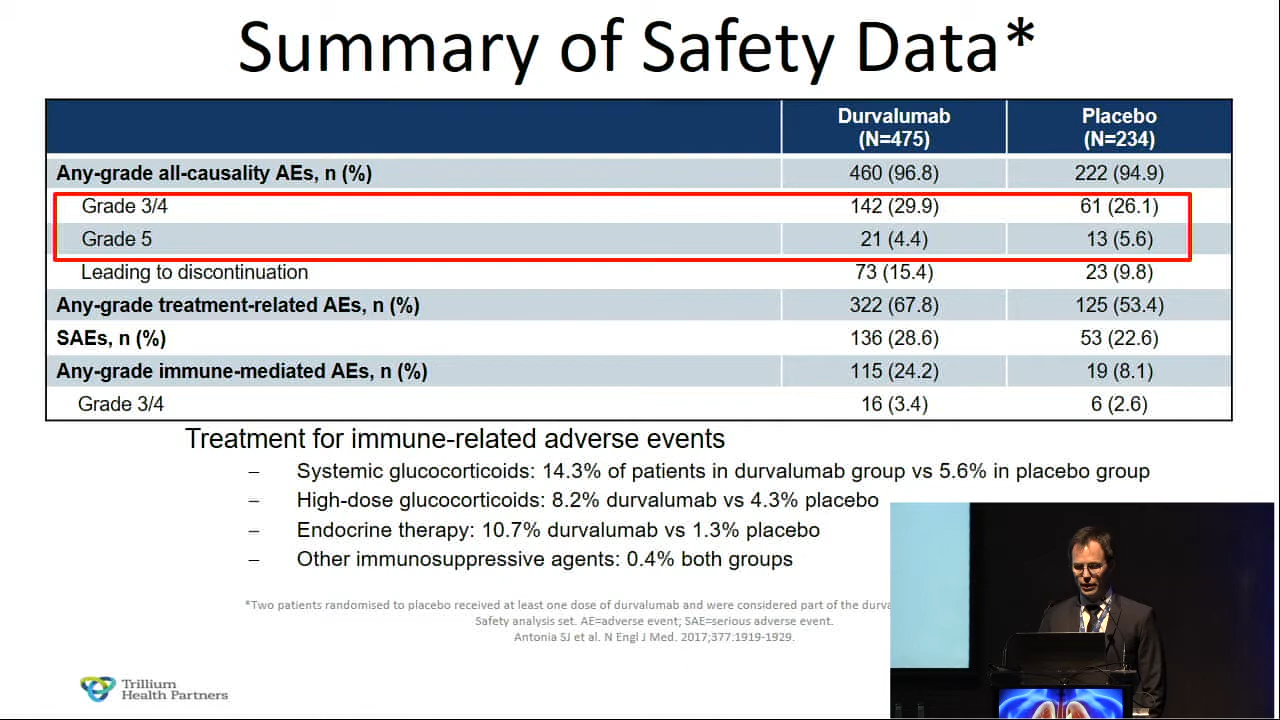 Summary of Safety Data*
Durvalumab (N=475) Placebo (N=234)
Any-grade all-causality AEs, n (%) 460 (96.8) 222 (94.9)
Grade 3/4 142 (29.9) 61 (26.1)
Grade 5 21 (4.4) 13 (5.6)
Leading to discontinuation 73 (15.4) 23 (9.8)
Any-grade treatment-related AEs, n (%) 322 (67.8) 125 (53.4)
SAEs, n (%) 136 (28.6) 53 (22.6)
Any-grade immune-mediated AEs, n (%) 115 (24.2) 19 (8.1)
Grade 3/4 16 (3.4) 6 (2.6)
Treatment for immune-related adverse events
– Systemic glucocorticoids: 14.3% of patients in durvalumab group vs 5.6% in placebo group
– High-dose glucocorticoids: 8.2% durvalumab vs 4.3% placebo
– Endocrine therapy: 10.7% durvalumab vs 1.3% placebo
– Other immunosuppressive agents: 0.4% both groups
*Two patients randomised to placebo received at least one dose of durvalumab and were considered part of the
Safety analysis set. AE=adverse event; SAE=serious adverse event.
Antonia SJ et al. N Engl J Med. 2017;377:1919-1929.
Trillium
Health Partners